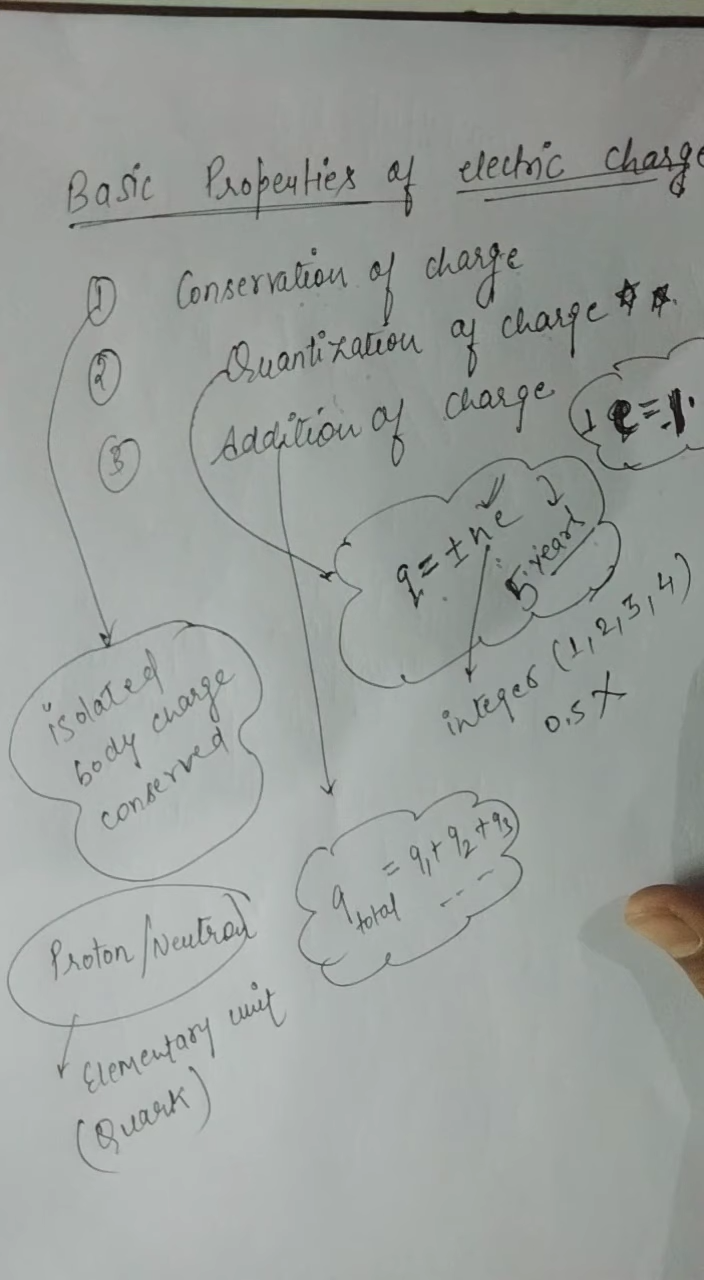 Basic Properties of electric charge
① Conservation of charge
② Quantization of charge
③ Addition of charge
1 e = 1.
q = ± n e
5 years
integer (1, 2, 3, 4)
0.5 X
isolated
body charge
conserved
q total = q1 + q2 + q3
- - -
Proton / Neutron
Elementary unit
(Quark)